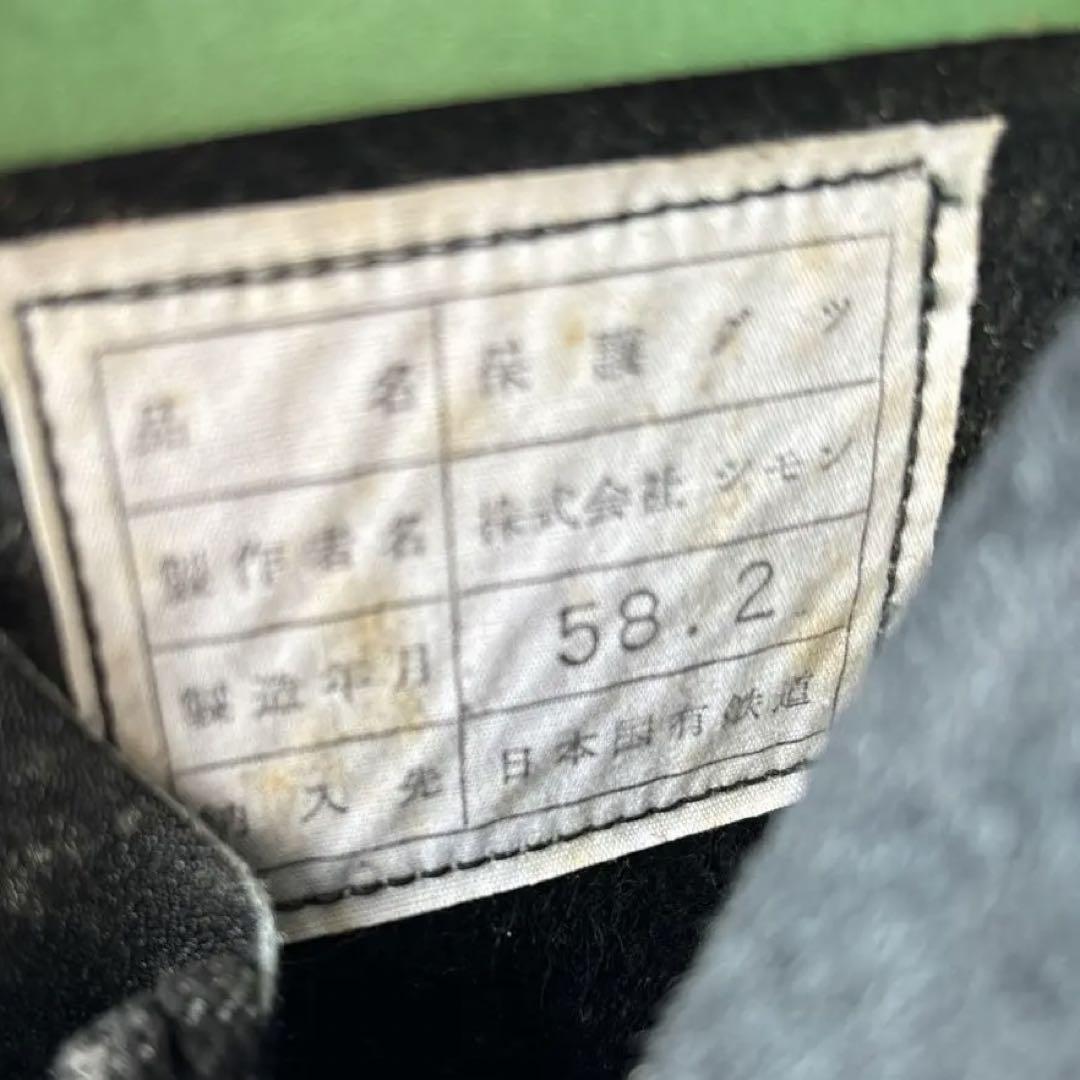 品名 保護グツ
製作者名 株式会社シモン
製造年月 58.2
納入先 日本国有鉄道